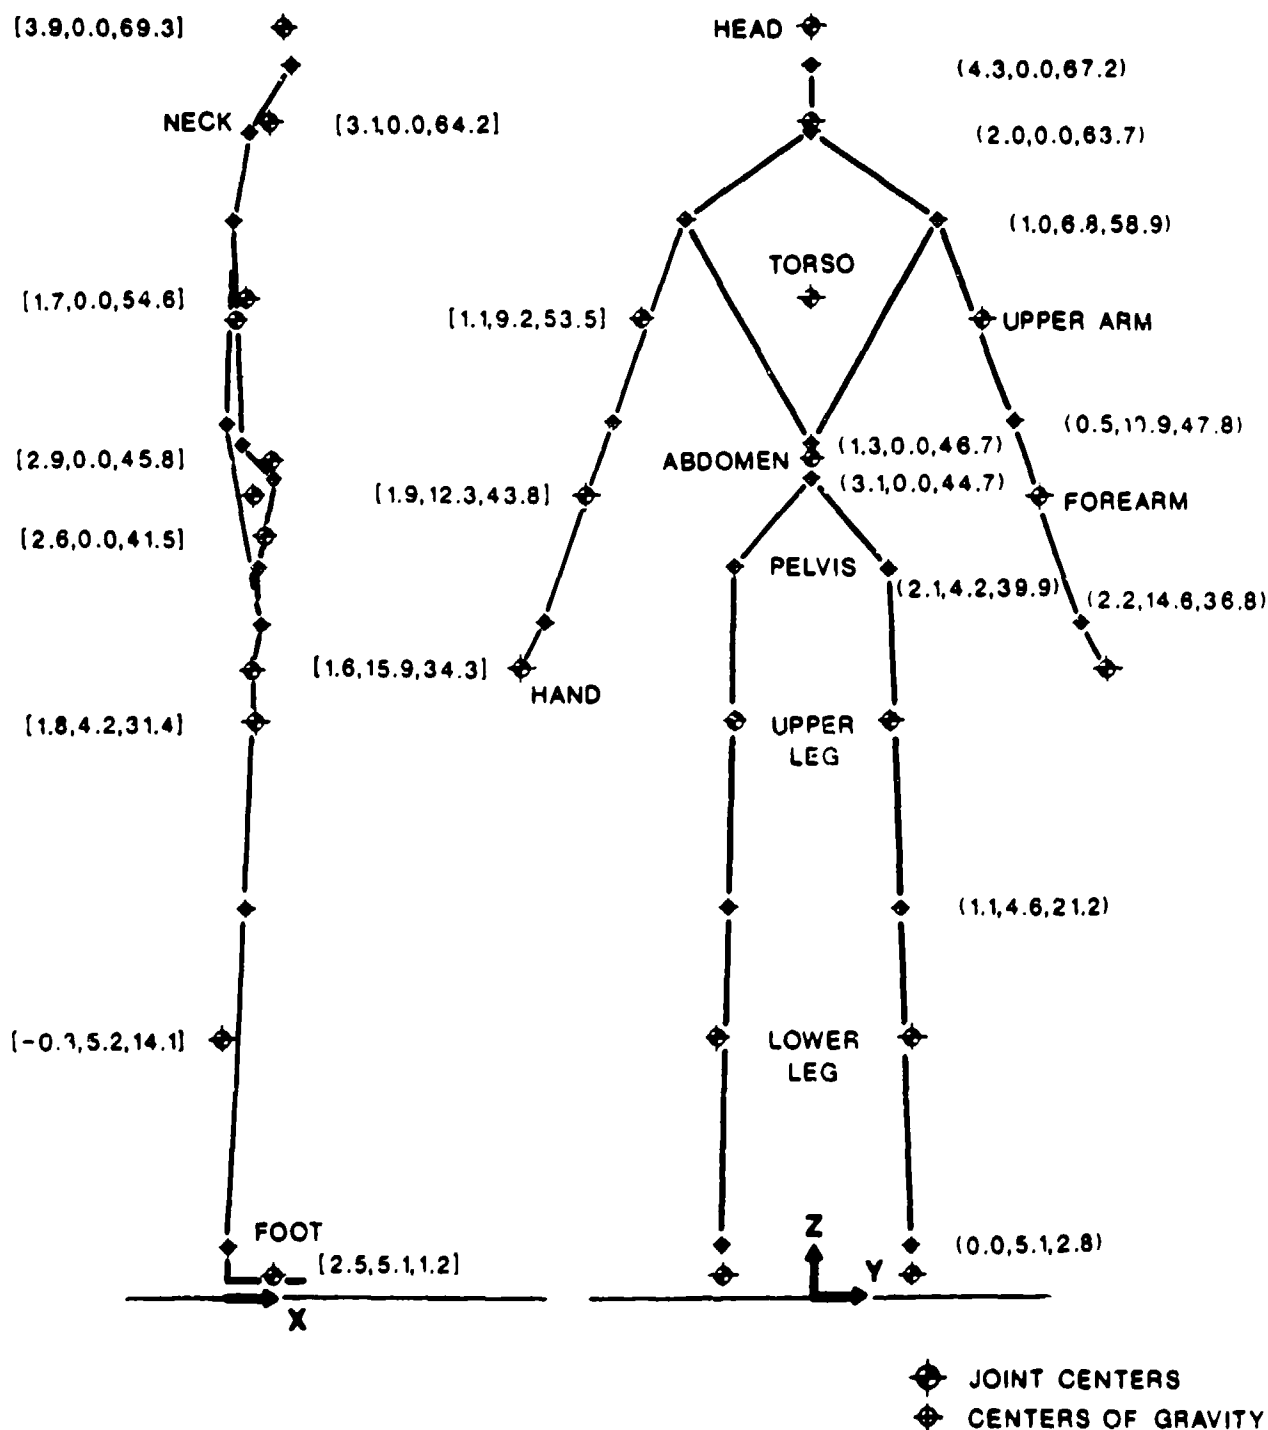 [3.9,0.0,69.3]
HEAD
(4.3,0.0,67.2)
NECK
[3.1,0.0,64.2]
(2.0,0.0,63.7)
(1.0,6.8,58.9)
TORSO
[1.7,0.0,54.6]
[1.1,9.2,53.5]
UPPER ARM
(1.3,0.0,46.7)
[2.9,0.0,45.8]
ABDOMEN
(3.1,0.0,44.7)
[1.9,12.3,43.8]
FOREARM
[2.6,0.0,41.5]
PELVIS
(2.1,4.2,39.9)
(2.2,14.6,36.8)
[1.6,15.9,34.3]
HAND
[1.8,4.2,31.4]
UPPER
LEG
(1.1,4.6,21.2)
LOWER
LEG
FOOT
[2.5,5.1,1.2]
Z
(0.0,5.1,2.8)
Y
X
JOINT CENTERS
CENTERS OF GRAVITY